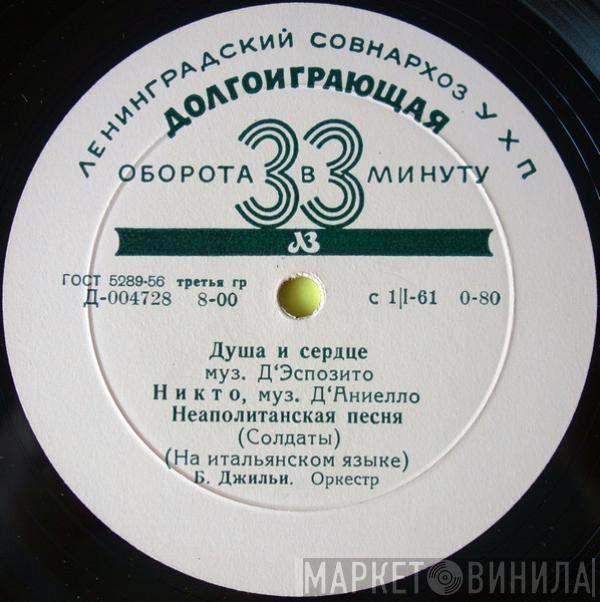 ЛЕНИНГРАДСКИЙ СОВНАРХОЗ УХП
ДОЛГОИГРАЮЩАЯ
ОБОРОТА 33 В МИНУТУ
ЛЗ
ГОСТ 5289-56 третья гр
Д-004728 8-00 с 1|I-61 0-80
Душа и сердце
муз. Д'Эспозито
Никто, муз. Д'Аниелло
Неаполитанская песня
(Солдаты)
(На итальянском языке)
Б. Джильи. Оркестр
МАРКЕТ ВИНИЛА